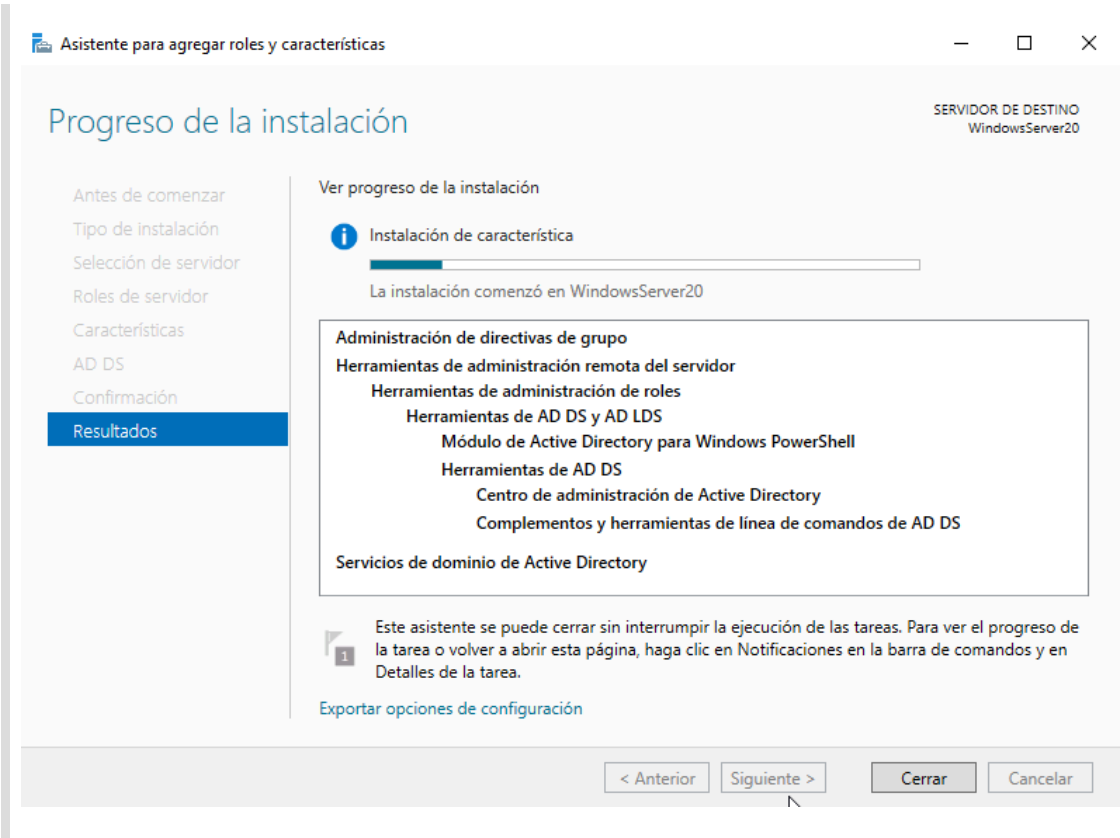 Asistente para agregar roles y características
Progreso de la instalación
SERVIDOR DE DESTINO
WindowsServer20
Antes de comenzar
Tipo de instalación
Selección de servidor
Roles de servidor
Características
AD DS
Confirmación
Resultados
Ver progreso de la instalación
Instalación de característica
La instalación comenzó en WindowsServer20
Administración de directivas de grupo
Herramientas de administración remota del servidor
Herramientas de administración de roles
Herramientas de AD DS y AD LDS
Módulo de Active Directory para Windows PowerShell
Herramientas de AD DS
Centro de administración de Active Directory
Complementos y herramientas de línea de comandos de AD DS
Servicios de dominio de Active Directory
1
Este asistente se puede cerrar sin interrumpir la ejecución de las tareas. Para ver el progreso de
la tarea o volver a abrir esta página, haga clic en Notificaciones en la barra de comandos y en
Detalles de la tarea.
Exportar opciones de configuración
< Anterior
Siguiente >
Cerrar
Cancelar